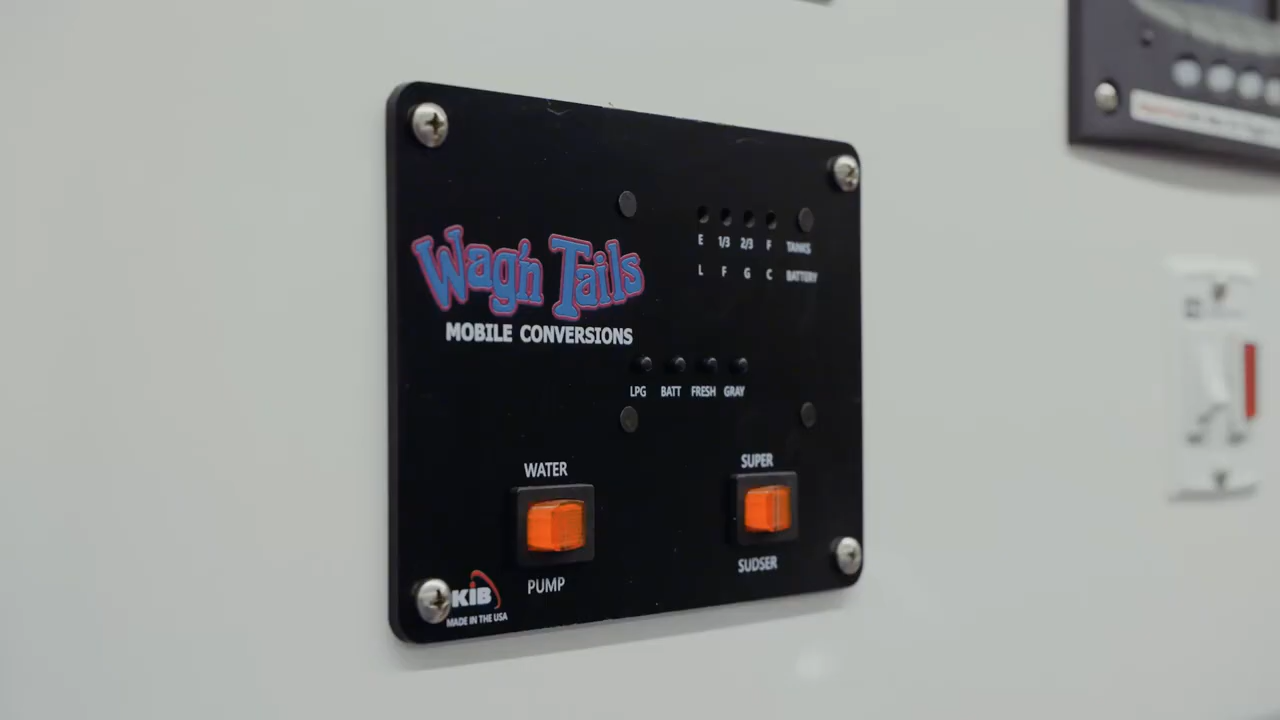 Wag'n Tails
MOBILE CONVERSIONS
E 1/3 2/3 F TANKS
L F G C BATTERY
LPG BATT FRESH GRAY
WATER
PUMP
SUPER
SUDSER
KIB
MADE IN THE USA